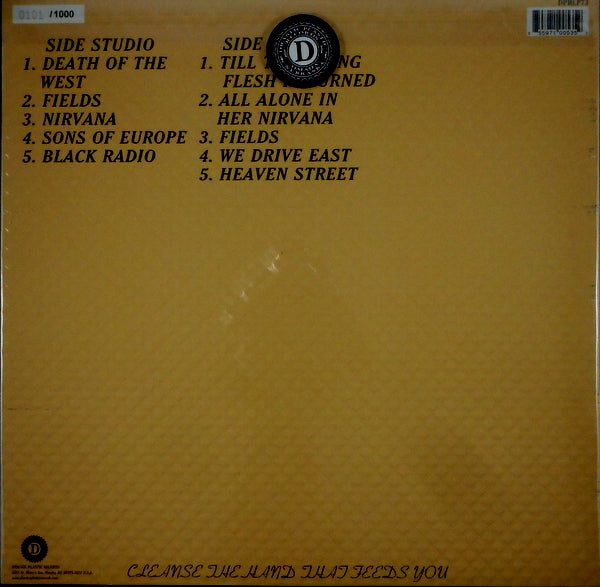 0101 /1000
DPRLP73
SIDE STUDIO
1. DEATH OF THE
WEST
2. FIELDS
3. NIRVANA
4. SONS OF EUROPE
5. BLACK RADIO
SIDE
1. TILL
FLESH
2. ALL ALONE IN
HER NIRVANA
3. FIELDS
4. WE DRIVE EAST
5. HEAVEN STREET
D
D
CLEANSE THE HAND THAT FEEDS YOU